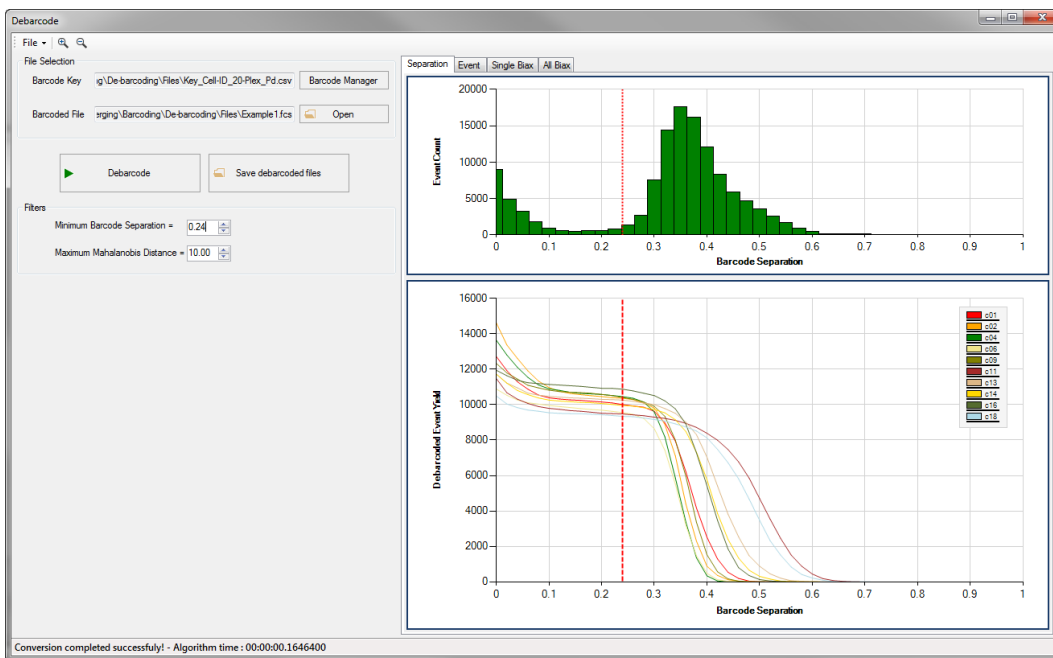 Debarcode
File
File Selection
Barcode Key ig\De-barcoding\Files\Key_Cell-ID_20-Plex_Pd.csv Barcode Manager
Barcoded File erging\Barcoding\De-barcoding\Files\Example1.fcs Open
Debarcode Save debarcoded files
Filters
Minimum Barcode Separation = 0.24
Maximum Mahalanobis Distance = 10.00
Separation Event Single Biax All Biax
20000
15000
10000
5000
0
Event Count
0 0.1 0.2 0.3 0.4 0.5 0.6 0.7 0.8 0.9 1
Barcode Separation
16000
14000
12000
10000
8000
6000
4000
2000
0
Debarcoded Event Yield
c01
c02
c04
c06
c09
c11
c13
c14
c16
c18
0 0.1 0.2 0.3 0.4 0.5 0.6 0.7 0.8 0.9 1
Barcode Separation
Conversion completed successfuly! - Algorithm time : 00:00:00.1646400